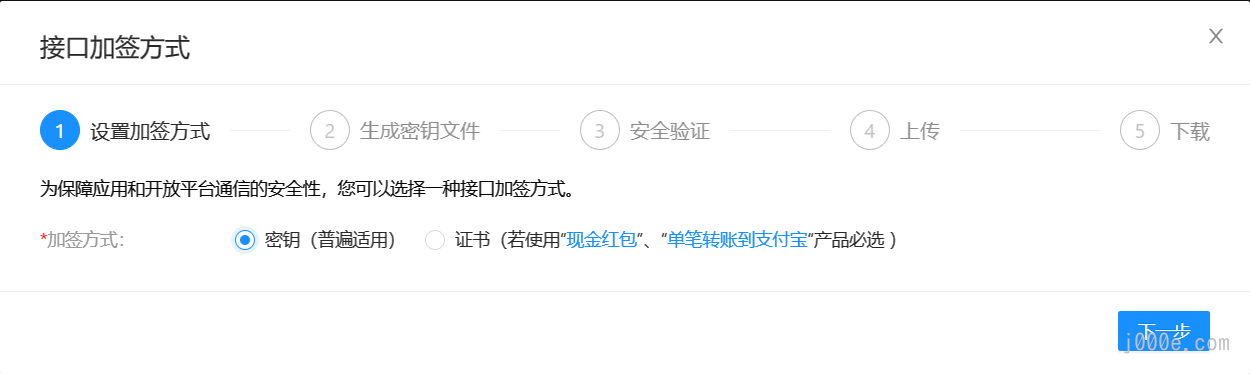 接口加签方式 X
1 设置加签方式 2 生成密钥文件 3 安全验证 4 上传 5 下载
为保障应用和开放平台通信的安全性，您可以选择一种接口加签方式。
*加签方式： 密钥（普遍适用） 证书（若使用“现金红包”、“单笔转账到支付宝”产品必选 ）
下一步
j000e.com